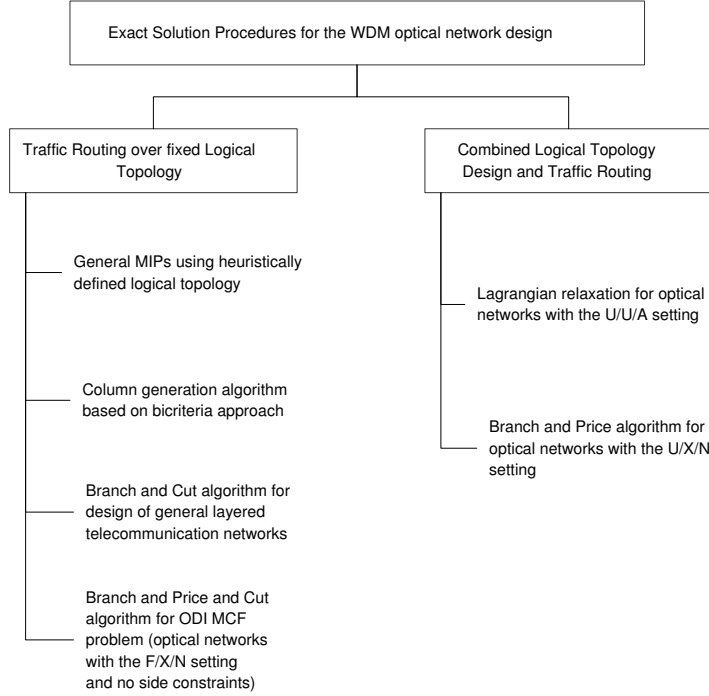 Exact Solution Procedures for the WDM optical network design
Traffic Routing over fixed Logical
Topology
Combined Logical Topology
Design and Traffic Routing
General MIPs using heuristically
defined logical topology
Column generation algorithm
based on bicriteria approach
Branch and Cut algorithm for
design of general layered
telecommunication networks
Branch and Price and Cut
algorithm for ODI MCF
problem (optical networks
with the F/X/N setting
and no side constraints)
Lagrangian relaxation for optical
networks with the U/U/A setting
Branch and Price algorithm for
optical networks with the U/X/N
setting